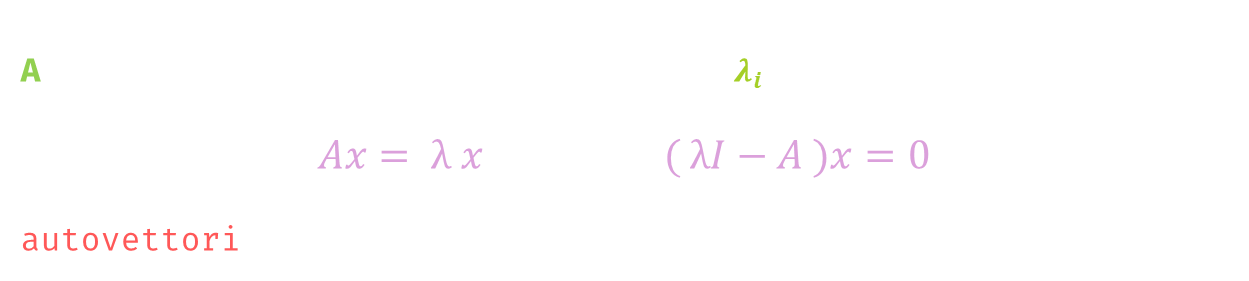 A λᵢ
Ax = λ x (λI − A)x = 0
autovettori